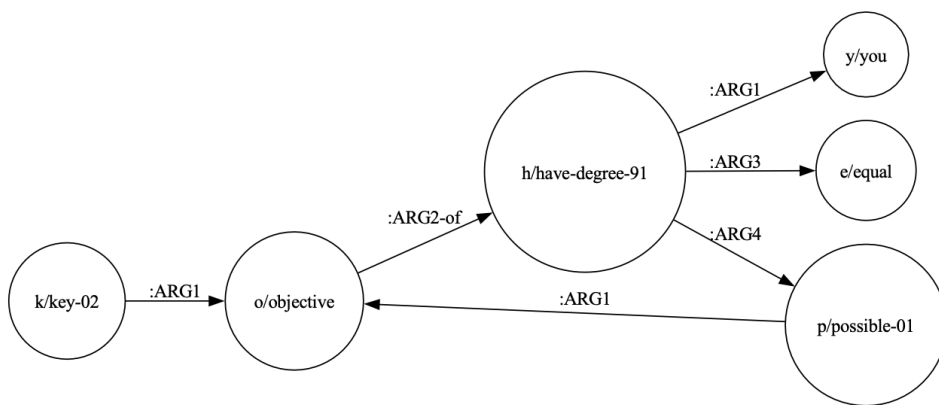 y/you
:ARG1
h/have-degree-91
:ARG3
e/equal
:ARG2-of
:ARG4
k/key-02
:ARG1
o/objective
:ARG1
p/possible-01